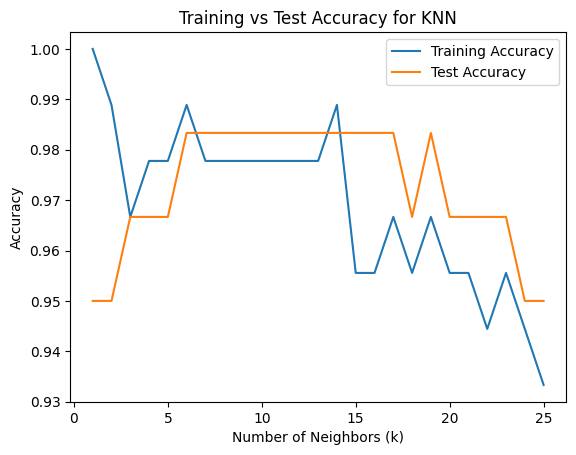 Training vs Test Accuracy for KNN
Training Accuracy
Test Accuracy
1.00
0.99
0.98
0.97
0.96
0.95
0.94
0.93
Accuracy
0 5 10 15 20 25
Number of Neighbors (k)